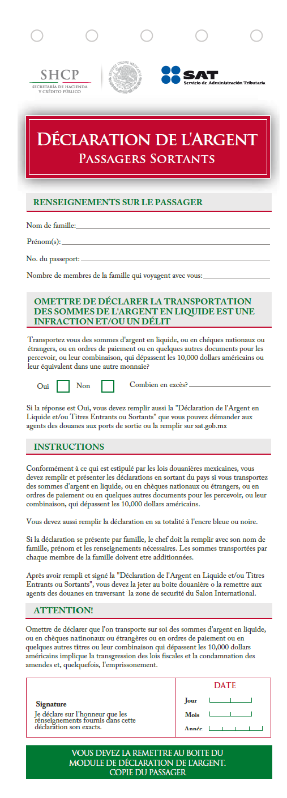 SHCP
SECRETARÍA DE HACIENDA
Y CRÉDITO PÚBLICO
SAT
Servicio de Administración Tributaria
DÉCLARATION DE L'ARGENT
PASSAGERS SORTANTS
RENSEIGNEMENTS SUR LE PASSAGER
Nom de famille:
Prénom(s):
No. du passeport:
Nombre de membres de la famille qui voyagent avec vous:
OMETTRE DE DÉCLARER LA TRANSPORTATION
DES SOMMES DE L'ARGENT EN LIQUIDE EST UNE
INFRACTION ET/OU UN DÉLIT
Transportez vous des sommes d'argent en liquide, ou en chèques nationaux ou
étrangers, ou en ordres de paiement ou en quelques autres documents pour les
percevoir, ou leur combinaison, qui dépassent les 10,000 dollars américains ou
leur équivalent dans une autre monnaie?
Oui Non Combien en excès?
Si la réponse est Oui, vous devez remplir aussi la "Déclaration de l'Argent en
Liquide et/ou Titres Entrants ou Sortants" que vous pouvez demander aux
agents des douanes aux ports de sortie ou la remplir sur sat.gob.mx
INSTRUCTIONS
Conformément à ce qui est stipulé par les lois douanières mexicaines, vous
devez remplir et présenter les déclarations en sortant du pays si vous transportez
des sommes d'argent en liquide, ou en chèques nationaux ou étrangers, ou en
ordres de paiement ou en quelques autres documents pour les percevoir, ou leur
combinaison, qui dépassent les 10,000 dollars américains.
Vous devez aussi remplir la déclaration en sa totalité à l'encre bleue ou noire.
Si la déclaration se présente par famille, le chef doit la remplir avec son nom de
famille, prénom et les renseignements nécessaires. Les sommes transportées par
chaque membre de la famille doivent etre additionnées.
Après avoir rempli et signé la "Déclaration de l'Argent en Liquide et/ou Titres
Entrants ou Sortants", vous devez la jeter au boite douanière o la remettre aux
agents des douanes en traversant la zone de securité du Salon International.
ATTENTION!
Omettre de déclarer que l'on transporte sur soi des sommes d'argent en liquide,
ou en chèques nationaux ou étrangères ou en ordres de paiement ou en
quelques autres titres ou leur combinaison qui dépassent les 10,000 dollars
américains implique la transgression des lois fiscales et la condamnation des
amandes et, quelquefois, l'emprisonnement.
DATE
Signature
Je déclare sur l'honneur que les
renseignements fournis dans cette
déclaration son exacts.
Jour
Mois
Année
VOUS DEVEZ LA REMETTRE AU BOITE DU
MODULE DE DÉCLARATION DE L'ARGENT.
COPIE DU PASSAGER